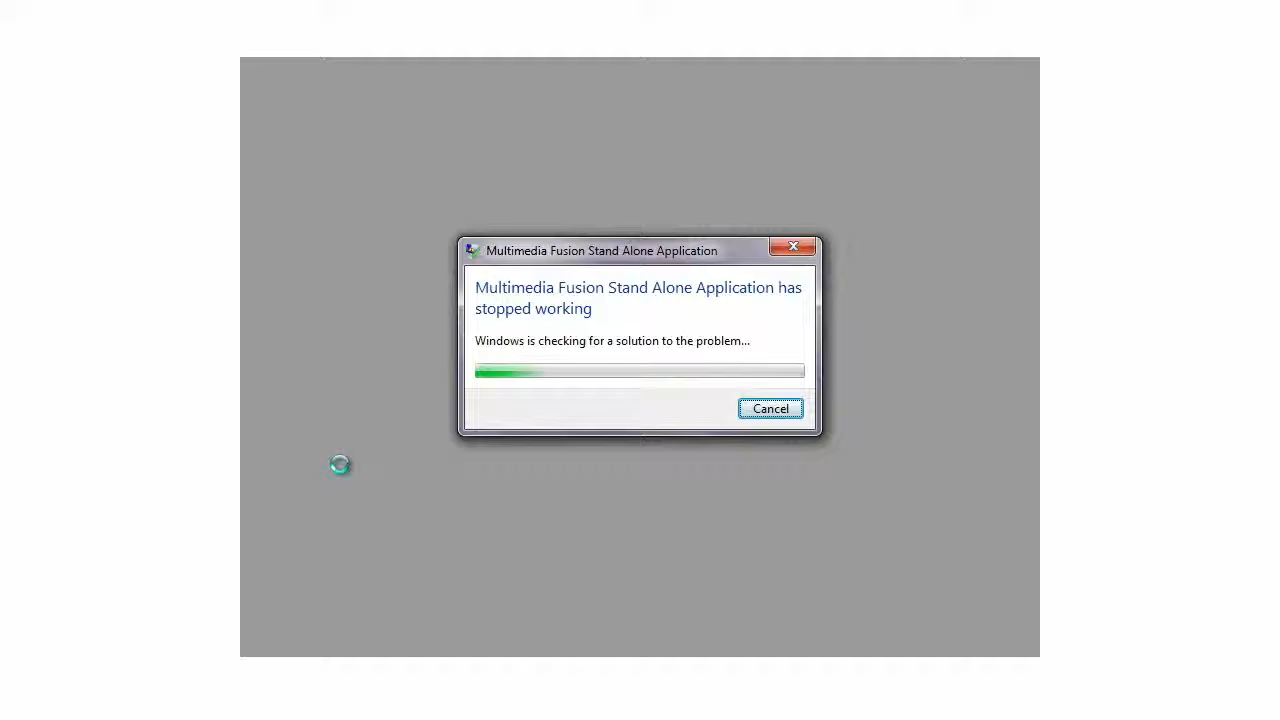 Multimedia Fusion Stand Alone Application
Multimedia Fusion Stand Alone Application has
stopped working
Windows is checking for a solution to the problem...
Cancel